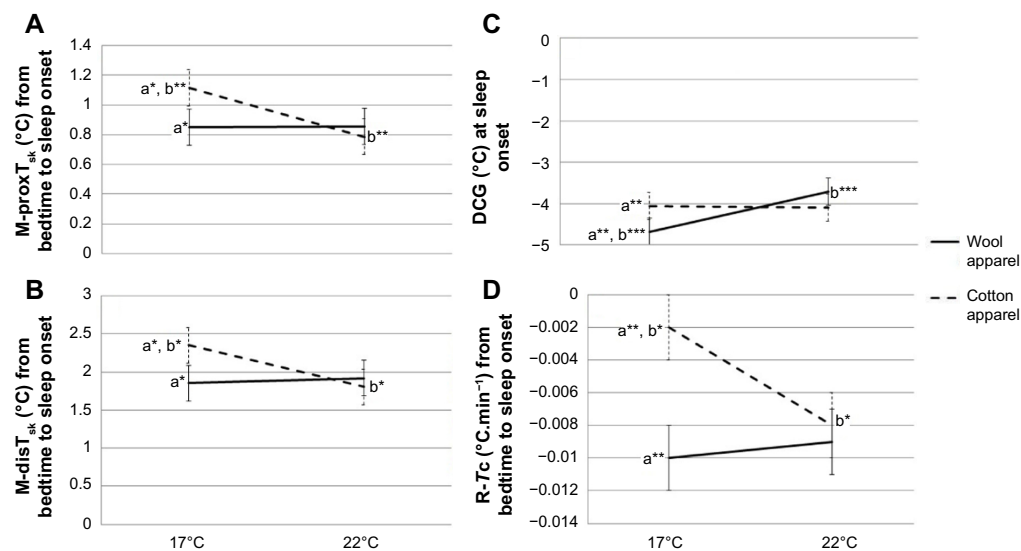 A
M-proxTsk (°C) from
bedtime to sleep onset
1.4
1.2
1
0.8
0.6
0.4
0.2
0
a*, b**
a*
b**
B
M-disTsk (°C) from
bedtime to sleep onset
3
2.5
2
1.5
1
0.5
0
a*, b*
a*
b*
17°C
22°C
C
DCG (°C) at sleep
onset
0
−1
−2
−3
−4
−5
a**
a**, b***
b***
D
R-Tc (°C.min⁻¹) from
bedtime to sleep onset
0
−0.002
−0.004
−0.006
−0.008
−0.01
−0.012
−0.014
a**, b*
a**
b*
17°C
22°C
Wool
apparel
Cotton
apparel